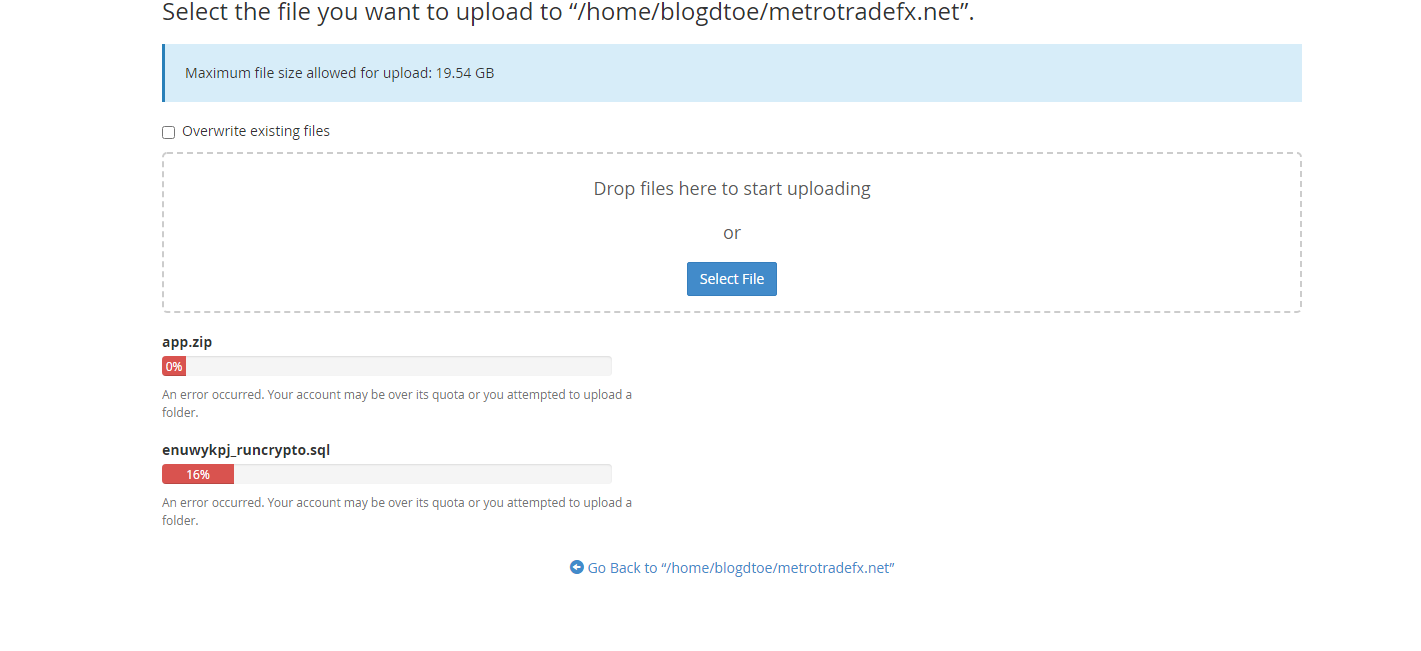 Select the file you want to upload to “/home/blogdtoe/metrotradefx.net”.
Maximum file size allowed for upload: 19.54 GB
Overwrite existing files
Drop files here to start uploading
or
Select File
app.zip
0%
An error occurred. Your account may be over its quota or you attempted to upload a
folder.
enuwykpj_runcrypto.sql
16%
An error occurred. Your account may be over its quota or you attempted to upload a
folder.
Go Back to “/home/blogdtoe/metrotradefx.net”